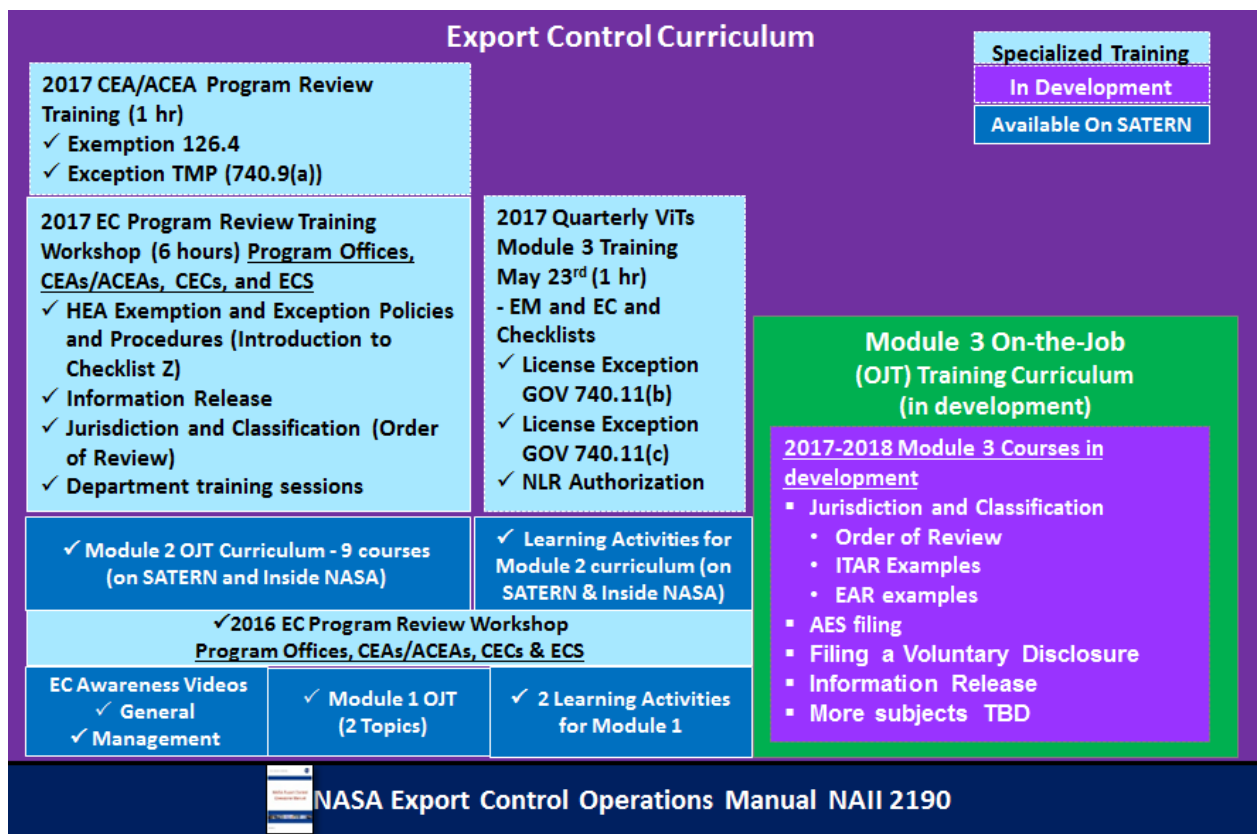 Export Control Curriculum
Specialized Training
In Development
Available On SATERN
2017 CEA/ACEA Program Review
Training (1 hr)
✓ Exemption 126.4
✓ Exception TMP (740.9(a))
2017 EC Program Review Training
Workshop (6 hours) Program Offices,
CEAs/ACEAs, CECs, and ECS
✓ HEA Exemption and Exception Policies
and Procedures (Introduction to
Checklist Z)
✓ Information Release
✓ Jurisdiction and Classification (Order
of Review)
✓ Department training sessions
2017 Quarterly ViTs
Module 3 Training
May 23rd (1 hr)
- EM and EC and
Checklists
✓ License Exception
GOV 740.11(b)
✓ License Exception
GOV 740.11(c)
✓ NLR Authorization
Module 3 On-the-Job
(OJT) Training Curriculum
(in development)
2017-2018 Module 3 Courses in
development
▪ Jurisdiction and Classification
• Order of Review
• ITAR Examples
• EAR examples
▪ AES filing
▪ Filing a Voluntary Disclosure
▪ Information Release
▪ More subjects TBD
✓ Module 2 OJT Curriculum - 9 courses
(on SATERN and Inside NASA)
✓ Learning Activities for
Module 2 curriculum (on
SATERN & Inside NASA)
✓2016 EC Program Review Workshop
Program Offices, CEAs/ACEAs, CECs & ECS
EC Awareness Videos
✓ General
✓ Management
✓ Module 1 OJT
(2 Topics)
✓ 2 Learning Activities
for Module 1
NASA Export Control Operations Manual NAII 2190